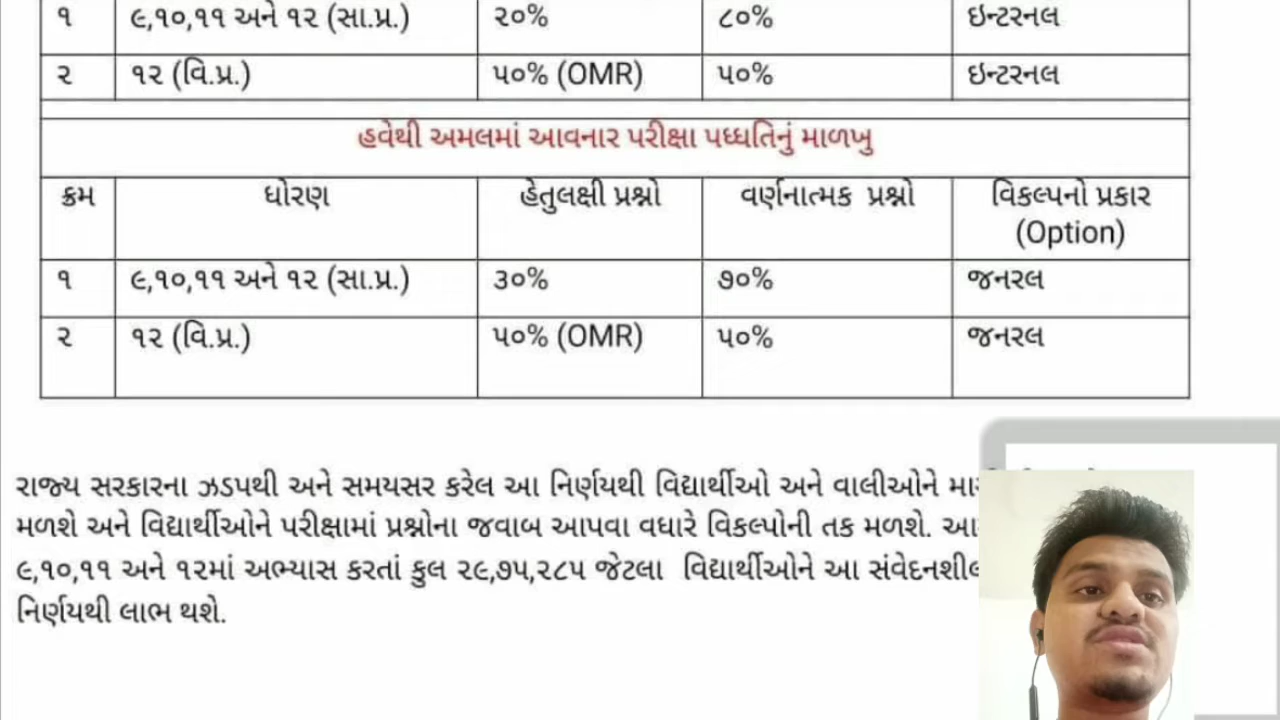 ૧ ૯,૧૦,૧૧ અને ૧૨ (સા.પ્ર.) ૨૦% ૮૦% ઇન્ટરનલ
૨ ૧૨ (વિ.પ્ર.) ૫૦% (OMR) ૫૦% ઇન્ટરનલ
હવેથી અમલમાં આવનાર પરીક્ષા પધ્ધતિનું માળખુ
ક્રમ ધોરણ હેતુલક્ષી પ્રશ્નો વર્ણનાત્મક પ્રશ્નો વિકલ્પનો પ્રકાર
(Option)
૧ ૯,૧૦,૧૧ અને ૧૨ (સા.પ્ર.) ૩૦% ૭૦% જનરલ
૨ ૧૨ (વિ.પ્ર.) ૫૦% (OMR) ૫૦% જનરલ
રાજ્ય સરકારના ઝડપથી અને સમયસર કરેલ આ નિર્ણયથી વિદ્યાર્થીઓ અને વાલીઓને
મળશે અને વિદ્યાર્થીઓને પરીક્ષામાં પ્રશ્નોના જવાબ આપવા વધારે વિકલ્પોની તક મળશે.
૯,૧૦,૧૧ અને ૧૨માં અભ્યાસ કરતાં કુલ ૨૯,૭૫,૨૮૫ જેટલા વિદ્યાર્થીઓને આ સંવેદનશીલ
નિર્ણયથી લાભ થશે.